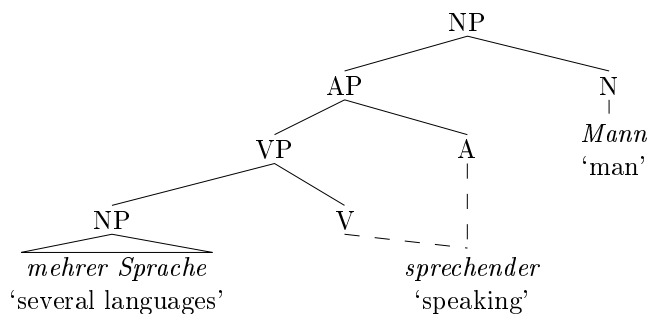 NP
AP N
Mann
'man'
VP A
NP V
mehrer Sprache sprechender
'several languages' 'speaking'